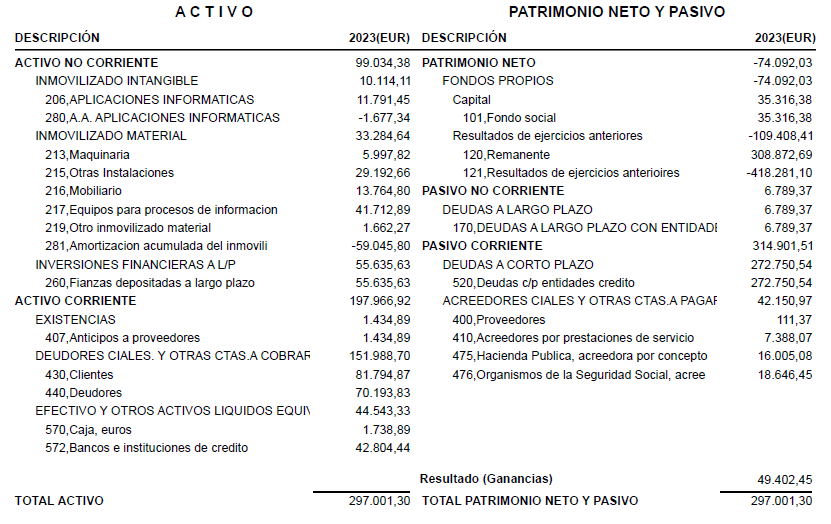 A C T I V O
DESCRIPCIÓN 2023(EUR)
ACTIVO NO CORRIENTE 99.034,38
INMOVILIZADO INTANGIBLE 10.114,11
206,APLICACIONES INFORMATICAS 11.791,45
280,A.A. APLICACIONES INFORMATICAS -1.677,34
INMOVILIZADO MATERIAL 33.284,64
213,Maquinaria 5.997,82
215,Otras Instalaciones 29.192,66
216,Mobiliario 13.764,80
217,Equipos para procesos de informacion 41.712,89
219,Otro inmovilizado material 1.662,27
281,Amortizacion acumulada del inmovili -59.045,80
INVERSIONES FINANCIERAS A L/P 55.635,63
260,Fianzas depositadas a largo plazo 55.635,63
ACTIVO CORRIENTE 197.966,92
EXISTENCIAS 1.434,89
407,Anticipos a proveedores 1.434,89
DEUDORES CIALES. Y OTRAS CTAS.A COBRAR 151.988,70
430,Clientes 81.794,87
440,Deudores 70.193,83
EFECTIVO Y OTROS ACTIVOS LIQUIDOS EQUIV 44.543,33
570,Caja, euros 1.738,89
572,Bancos e instituciones de credito 42.804,44
TOTAL ACTIVO 297.001,30
PATRIMONIO NETO Y PASIVO
DESCRIPCIÓN 2023(EUR)
PATRIMONIO NETO -74.092,03
FONDOS PROPIOS -74.092,03
Capital 35.316,38
101,Fondo social 35.316,38
Resultados de ejercicios anteriores -109.408,41
120,Remanente 308.872,69
121,Resultados de ejercicios anterioires -418.281,10
PASIVO NO CORRIENTE 6.789,37
DEUDAS A LARGO PLAZO 6.789,37
170,DEUDAS A LARGO PLAZO CON ENTIDADE 6.789,37
PASIVO CORRIENTE 314.901,51
DEUDAS A CORTO PLAZO 272.750,54
520,Deudas c/p entidades credito 272.750,54
ACREEDORES CIALES Y OTRAS CTAS.A PAGAR 42.150,97
400,Proveedores 111,37
410,Acreedores por prestaciones de servicio 7.388,07
475,Hacienda Publica, acreedora por concepto 16.005,08
476,Organismos de la Seguridad Social, acree 18.646,45
Resultado (Ganancias) 49.402,45
TOTAL PATRIMONIO NETO Y PASIVO 297.001,30